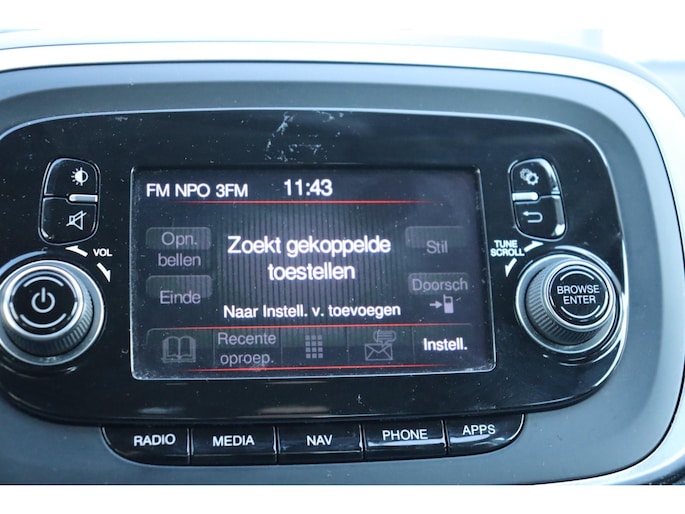 FM NPO 3FM 11:43
Opn. bellen
Zoekt gekoppelde
toestellen
Stil
Einde
Doorsch
Naar Instell. v. toevoegen
Recente
oproep.
Instell.
VOL
TUNE
SCROLL
BROWSE
ENTER
RADIO
MEDIA
NAV
PHONE
APPS